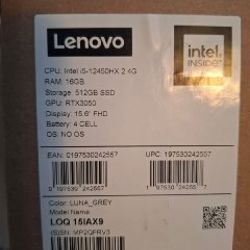 Lenovo
intel.
INSIDE
CPU: Intel i5-12450HX 2.4G
RAM: 16GB
Storage: 512GB SSD
GPU: RTX3050
Display: 15.6" FHD
Battery: 4 CELL
OS: NO OS
EAN: 0197530242557
UPC: 197530242557
Color: LUNA_GREY
Model Name
LOQ 15IAX9